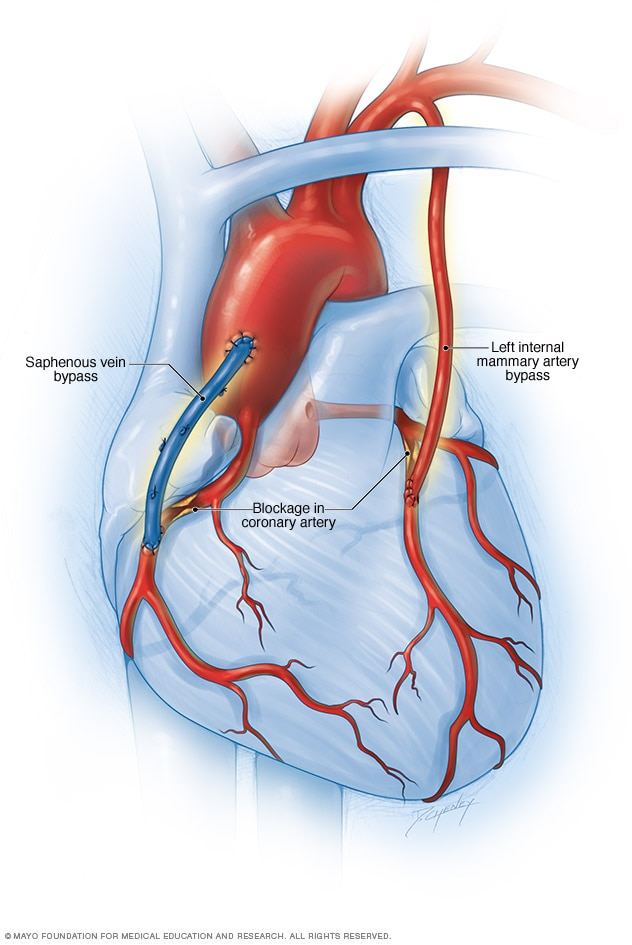 Saphenous vein
bypass
Left internal
mammary artery
bypass
Blockage in
coronary artery
© MAYO FOUNDATION FOR MEDICAL EDUCATION AND RESEARCH. ALL RIGHTS RESERVED.